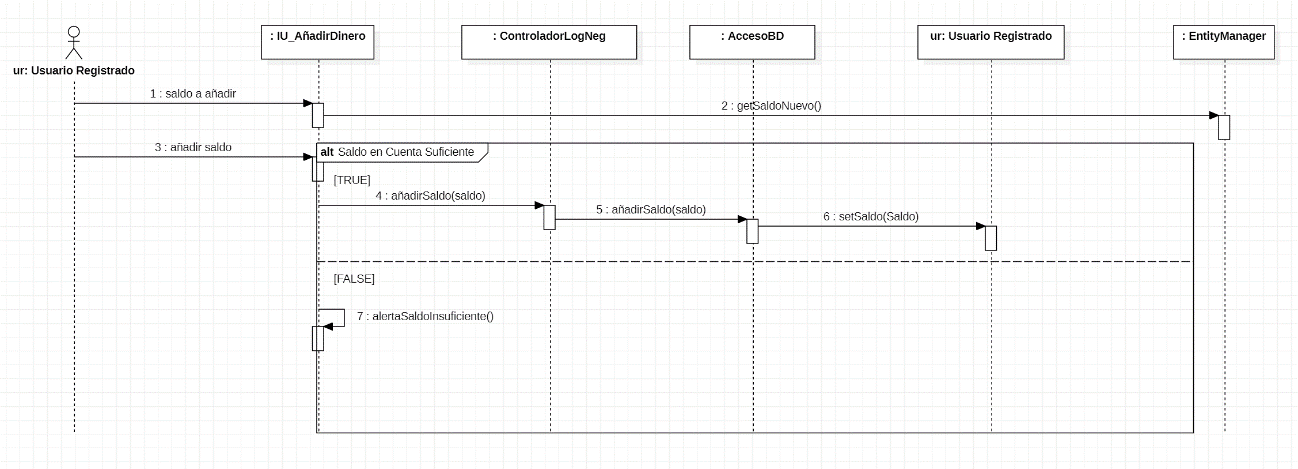 : IU_AñadirDinero
: ControladorLogNeg
: AccesoBD
ur: Usuario Registrado
: EntityManager
ur: Usuario Registrado
1 : saldo a añadir
2 : getSaldoNuevo()
3 : añadir saldo
alt Saldo en Cuenta Suficiente
[TRUE]
4 : añadirSaldo(saldo)
5 : añadirSaldo(saldo)
6 : setSaldo(Saldo)
[FALSE]
7 : alertaSaldoInsuficiente()